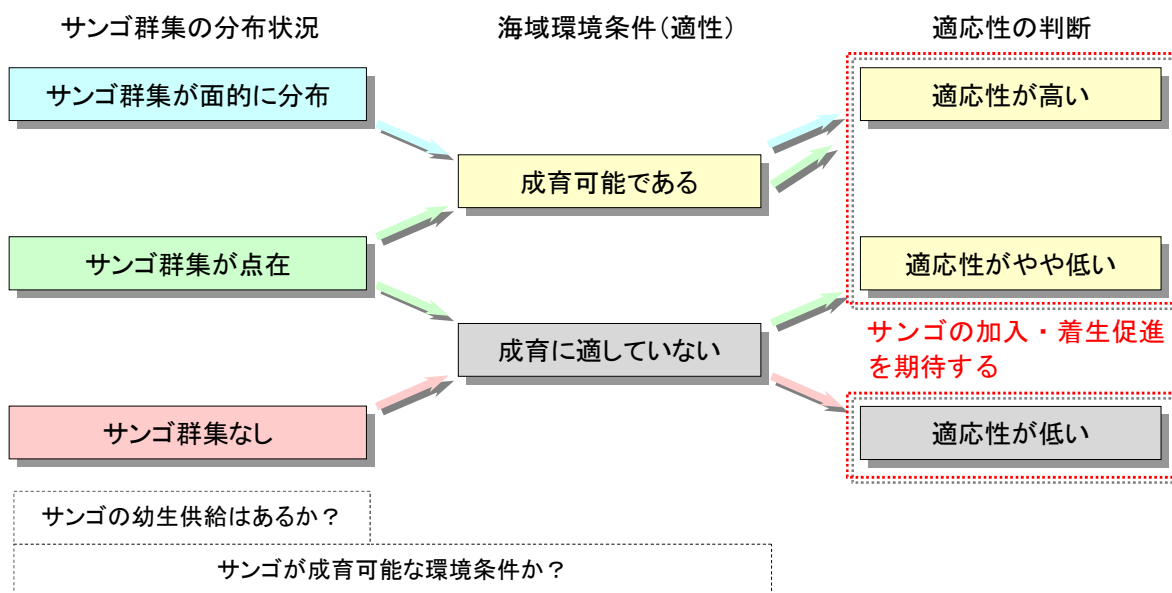 サンゴ群集の分布状況
海域環境条件(適性)
適応性の判断
サンゴ群集が面的に分布
適応性が高い
成育可能である
サンゴ群集が点在
適応性がやや低い
成育に適していない
サンゴの加入・着生促進
を期待する
サンゴ群集なし
適応性が低い
サンゴの幼生供給はあるか?
サンゴが成育可能な環境条件か?